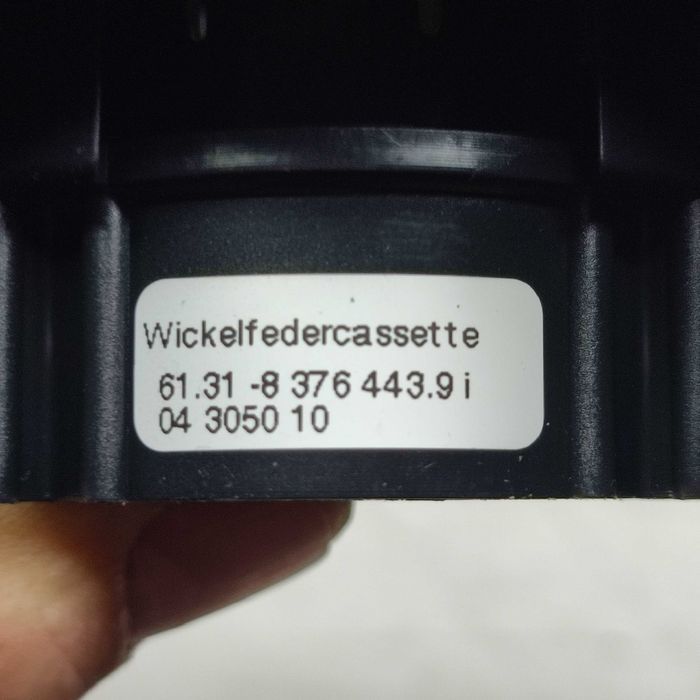 Wickelfedercassette
61.31 -8 376 443.9 i
04 3050 10